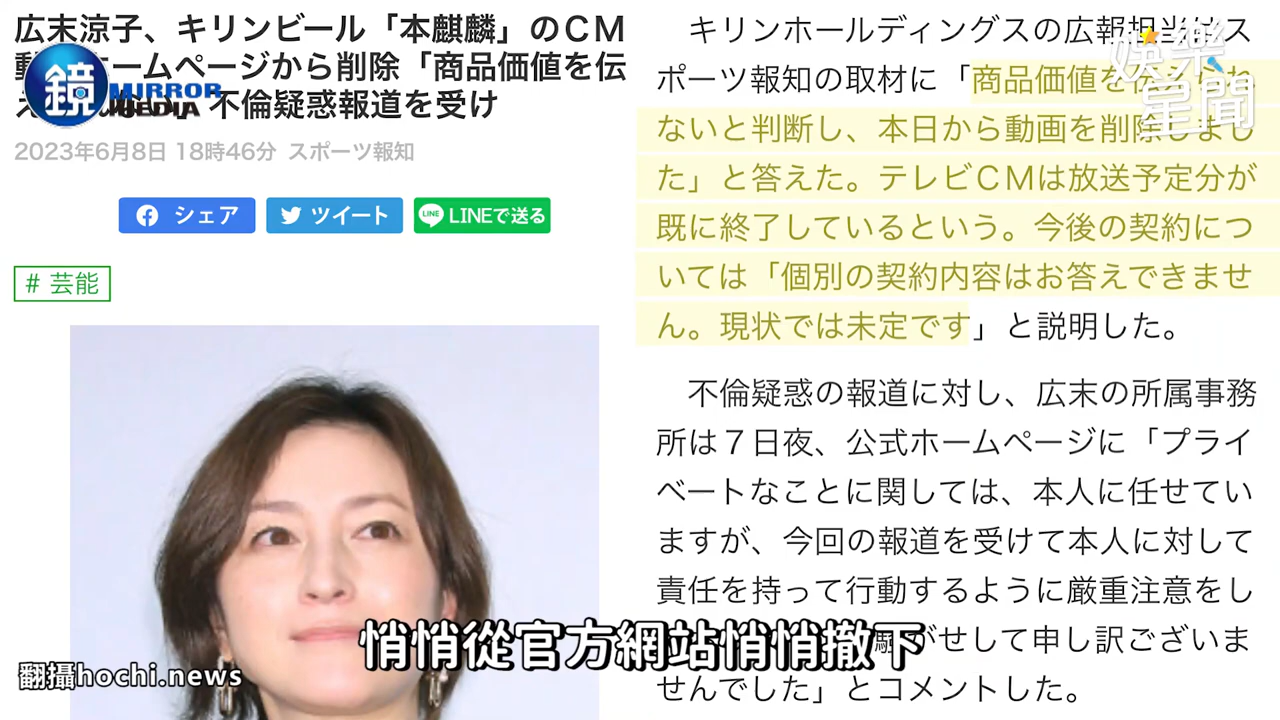 広末涼子、キリンビール「本麒麟」のＣＭ
ホームページから削除「商品価値を伝
不倫疑惑報道を受け
鏡 MIRROR
MEDIA
2023年6月8日 18時46分 スポーツ報知
シェア
ツイート
LINE LINEで送る
# 芸能
翻攝hochi.news
キリンホールディングスの広報担当はス
ポーツ報知の取材に「商品価値を伝えられ
ないと判断し、本日から動画を削除しまし
た」と答えた。テレビＣＭは放送予定分が
既に終了しているという。今後の契約につ
いては「個別の契約内容はお答えできませ
ん。現状では未定です」と説明した。
娛樂
星聞
不倫疑惑の報道に対し、広末の所属事務
所は７日夜、公式ホームページに「プライ
ベートなことに関しては、本人に任せてい
ますが、今回の報道を受けて本人に対して
責任を持って行動するように厳重注意をし
がせして申し訳ございま
せんでした」とコメントした。
悄悄從官方網站悄悄撤下